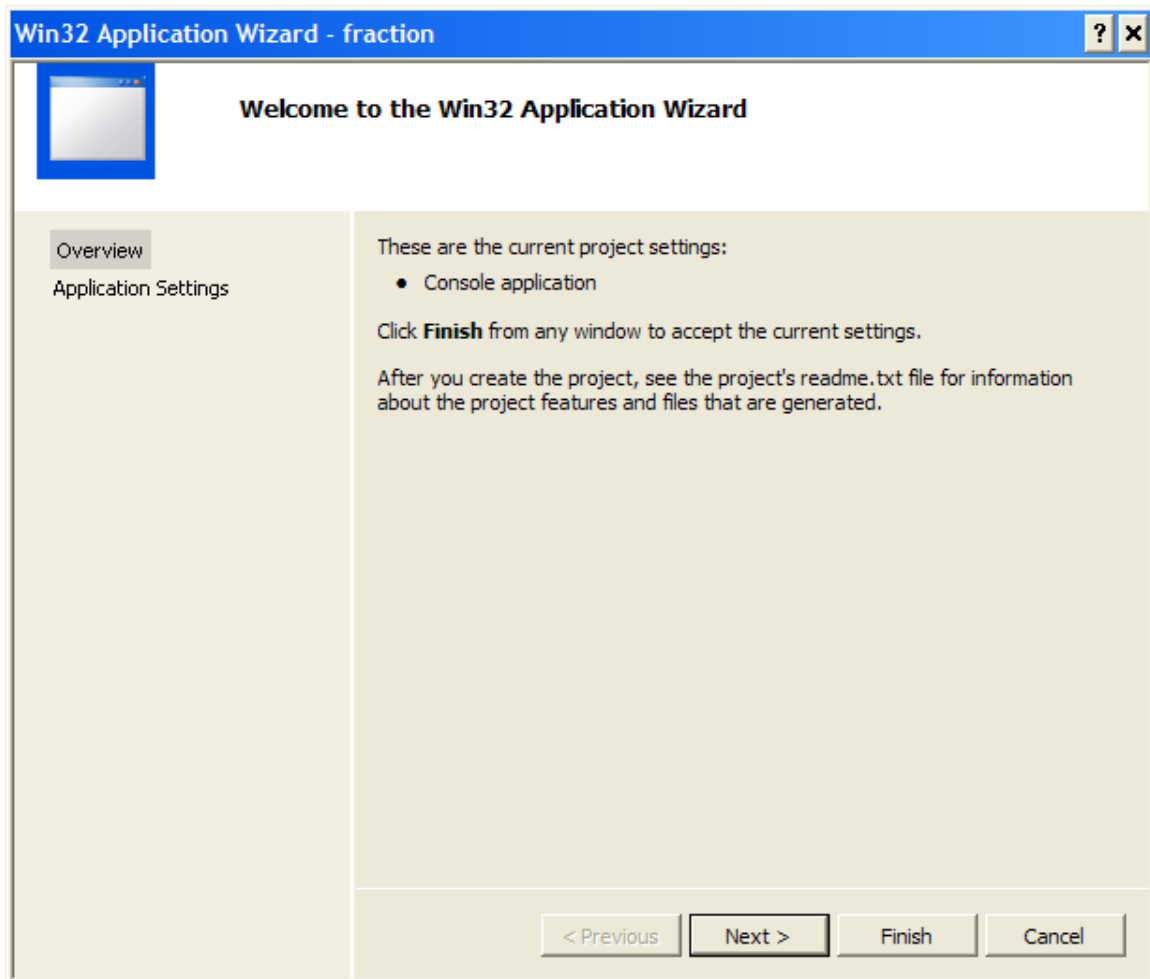 Win32 Application Wizard - fraction
?
Welcome to the Win32 Application Wizard
Overview
Application Settings
These are the current project settings:
• Console application
Click Finish from any window to accept the current settings.
After you create the project, see the project's readme.txt file for information
about the project features and files that are generated.
< Previous
Next >
Finish
Cancel